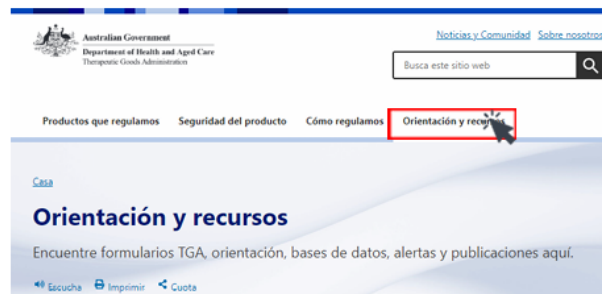 Australian Government
Department of Health and Aged Care
Therapeutic Goods Administration
Noticias y Comunidad Sobre nosotros
Busca este sitio web
Productos que regulamos Seguridad del producto Cómo regulamos Orientación y recursos
Casa
Orientación y recursos
Encuentre formularios TGA, orientación, bases de datos, alertas y publicaciones aquí.
Escucha Imprimir Cuota